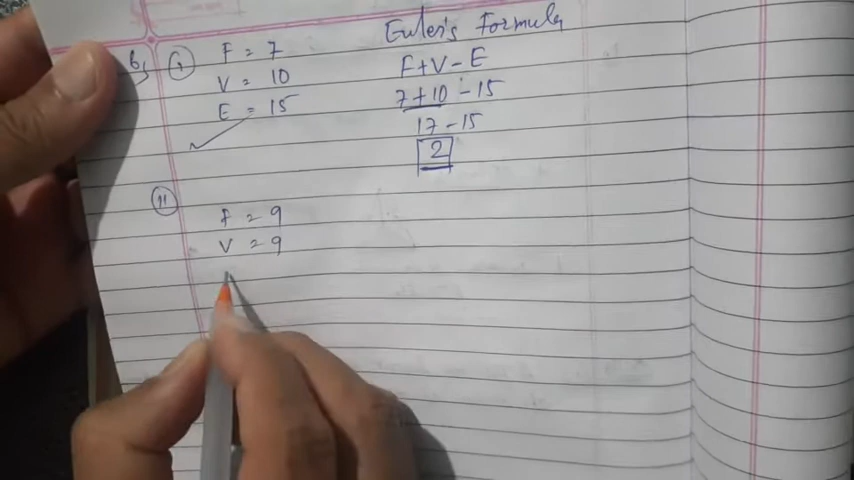 Euler's Formula
6, (i) F = 7
V = 10
E = 15
F+V-E
7+10-15
17-15
2
(ii) F = 9
V = 9